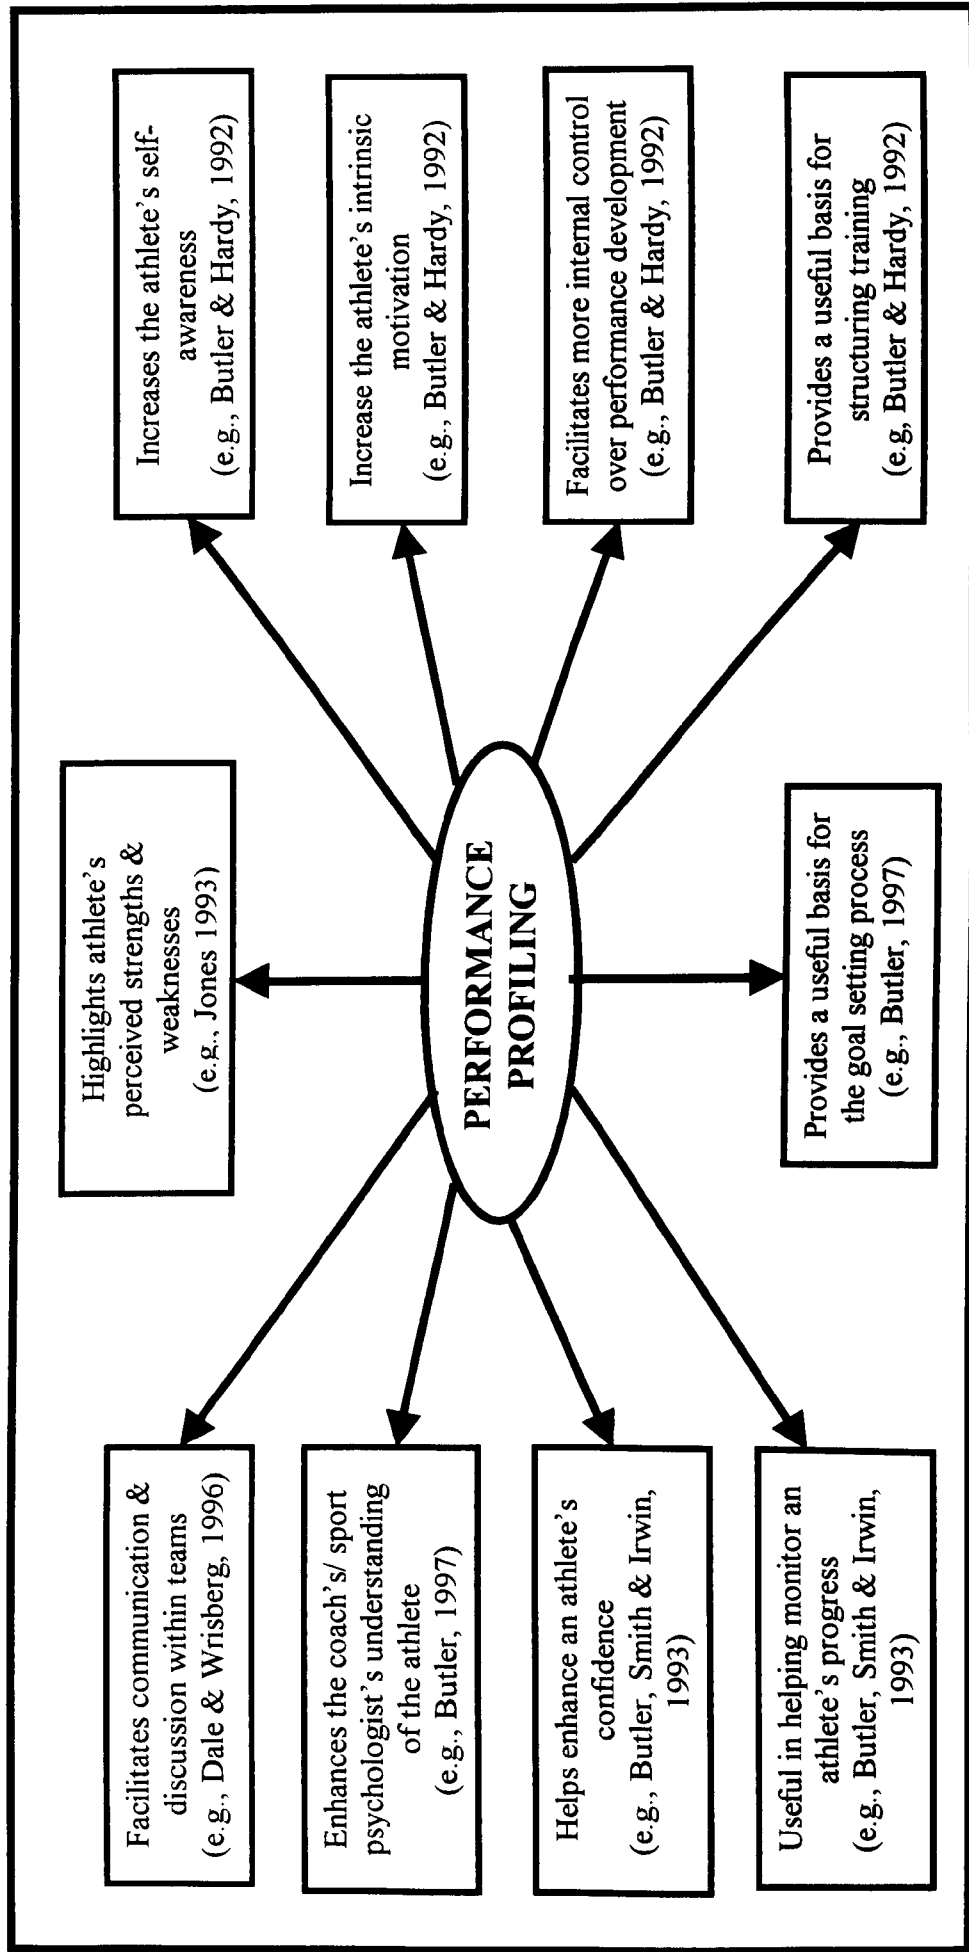 Facilitates communication &
discussion within teams
(e.g., Dale & Wrisberg, 1996)
Enhances the coach's/ sport
psychologist's understanding
of the athlete
(e.g., Butler, 1997)
Helps enhance an athlete's
confidence
(e.g., Butler, Smith & Irwin,
1993)
Useful in helping monitor an
athlete's progress
(e.g., Butler, Smith & Irwin,
1993)
Highlights athlete's
perceived strengths &
weaknesses
(e.g., Jones 1993)
PERFORMANCE
PROFILING
Provides a useful basis for
the goal setting process
(e.g., Butler, 1997)
Increases the athlete's self-
awareness
(e.g., Butler & Hardy, 1992)
Increase the athlete's intrinsic
motivation
(e.g., Butler & Hardy, 1992)
Facilitates more internal control
over performance development
(e.g., Butler & Hardy, 1992)
Provides a useful basis for
structuring training
(e.g, Butler & Hardy, 1992)